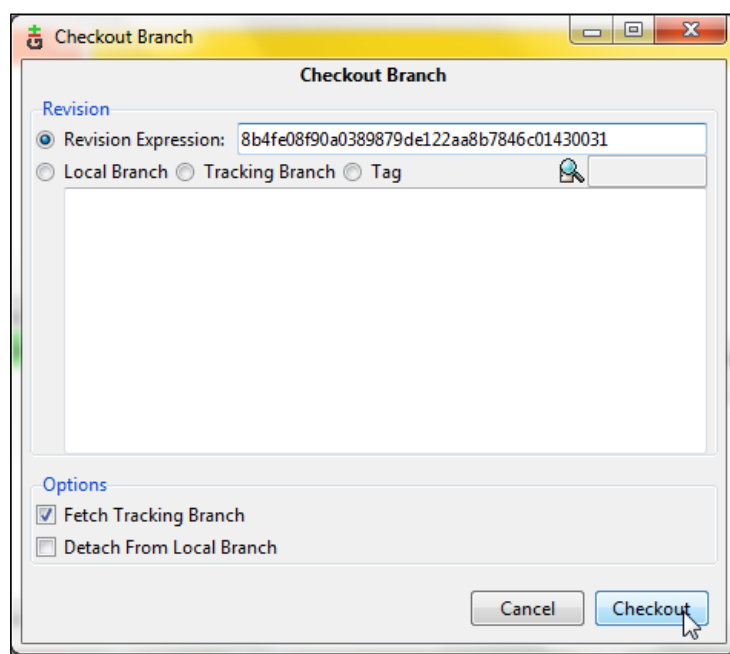 Checkout Branch
Checkout Branch
Revision
Revision Expression: 8b4fe08f90a0389879de122aa8b7846c01430031
Local Branch Tracking Branch Tag
Options
Fetch Tracking Branch
Detach From Local Branch
Cancel Checkout